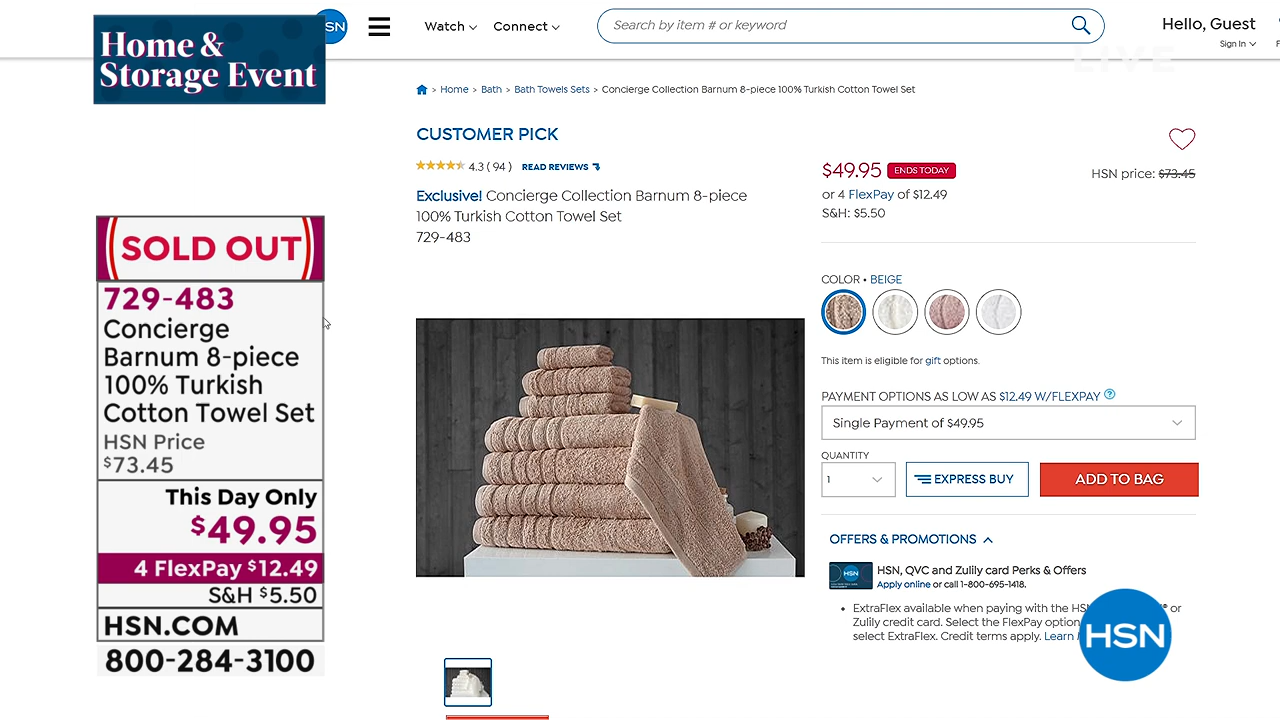 Home &
Storage Event
SN
Watch
Connect
Search by item # or keyword
Hello, Guest
Sign In
LIVE
Home > Bath > Bath Towels Sets > Concierge Collection Barnum 8-piece 100% Turkish Cotton Towel Set
CUSTOMER PICK
4.3 ( 94 ) READ REVIEWS
Exclusive! Concierge Collection Barnum 8-piece
100% Turkish Cotton Towel Set
729-483
$49.95 ENDS TODAY
HSN price: $73.45
or 4 FlexPay of $12.49
S&H: $5.50
COLOR • BEIGE
This item is eligible for gift options.
PAYMENT OPTIONS AS LOW AS $12.49 W/FLEXPAY ?
Single Payment of $49.95
QUANTITY
1
EXPRESS BUY
ADD TO BAG
OFFERS & PROMOTIONS
HSN
HSN, QVC and Zulily card Perks & Offers
Apply online or call 1-800-695-1418.
• ExtraFlex available when paying with the HS ® or
Zulily credit card. Select the FlexPay option
select ExtraFlex. Credit terms apply. Learn
HSN
SOLD OUT
729-483
Concierge
Barnum 8-piece
100% Turkish
Cotton Towel Set
HSN Price
$73.45
This Day Only
$49.95
4 FlexPay $12.49
S&H $5.50
HSN.COM
800-284-3100